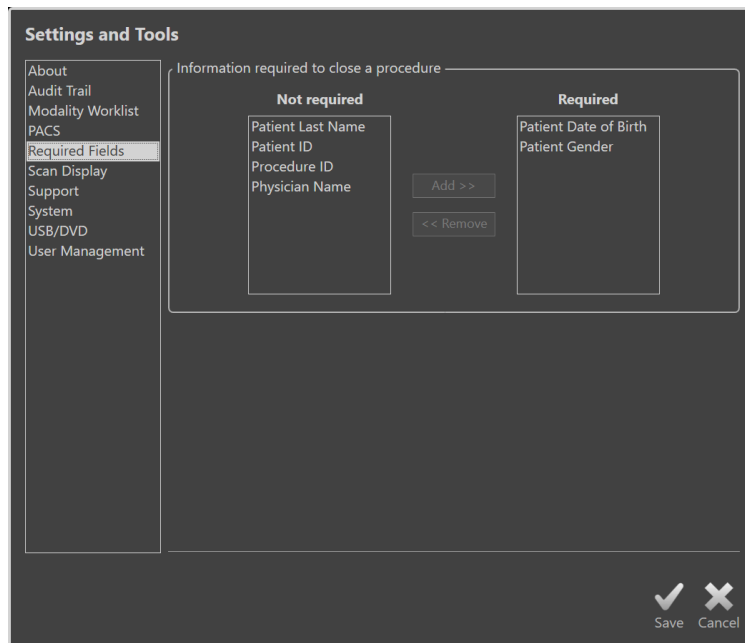 Settings and Tools
About
Audit Trail
Modality Worklist
PACS
Required Fields
Scan Display
Support
System
USB/DVD
User Management
Information required to close a procedure
Not required
Patient Last Name
Patient ID
Procedure ID
Physician Name
Add >>
<< Remove
Required
Patient Date of Birth
Patient Gender
Save
Cancel